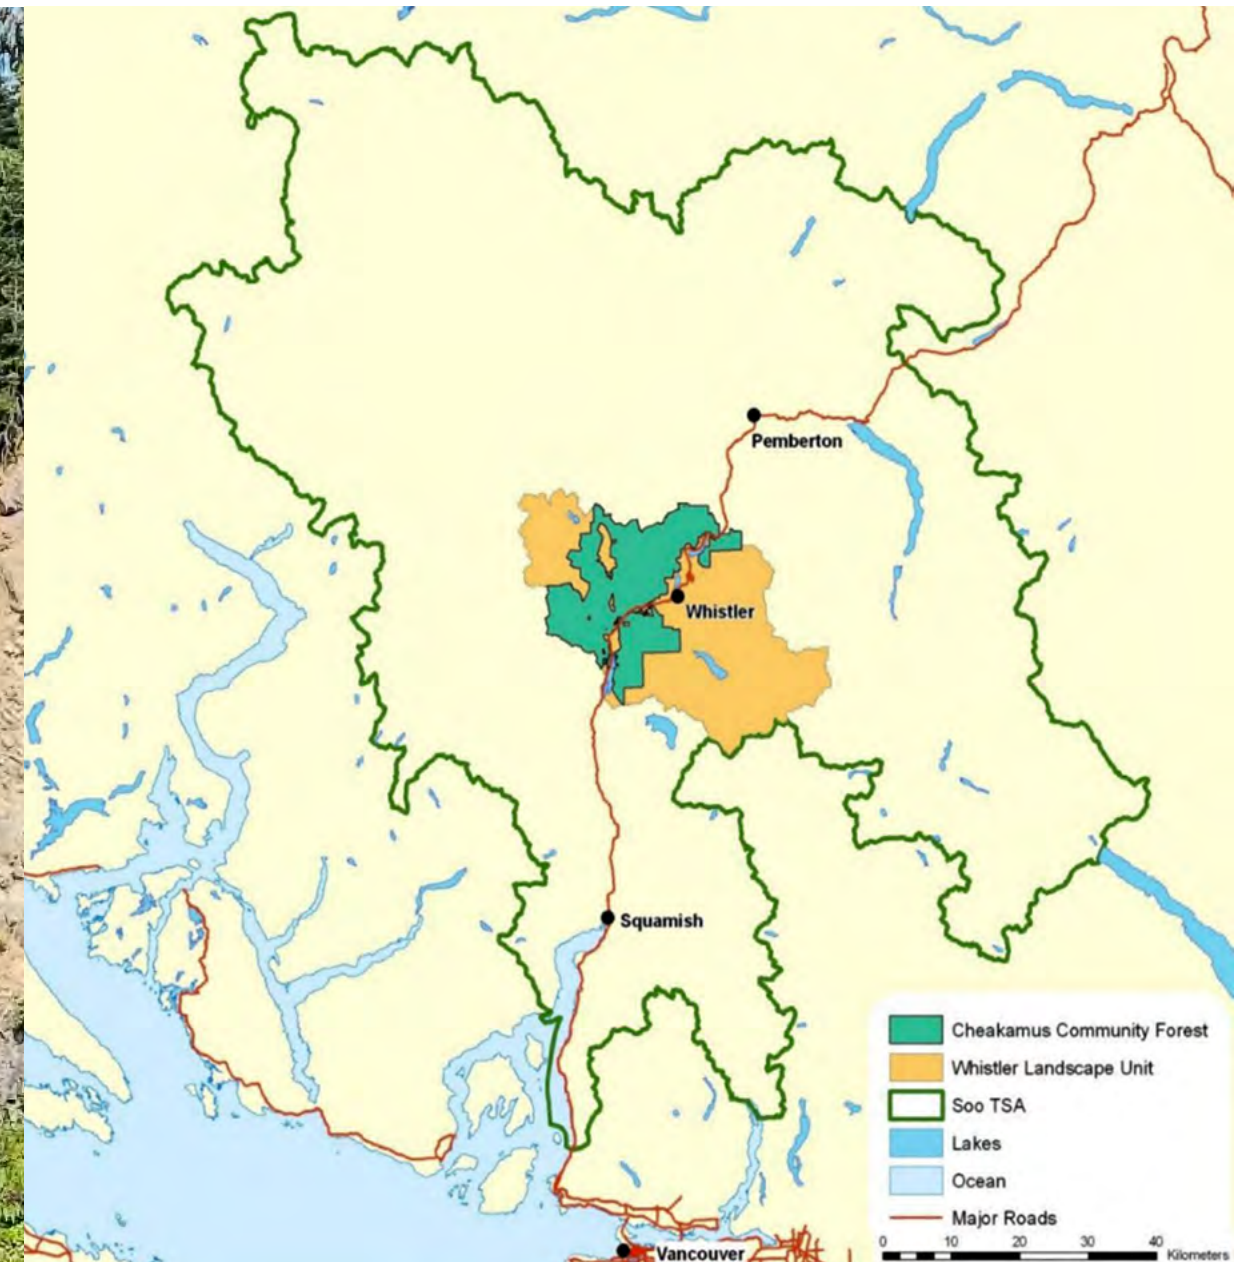 Pemberton
Whistler
Squamish
Vancouver
Cheakamus Community Forest
Whistler Landscape Unit
Soo TSA
Lakes
Ocean
Major Roads
0 10 20 30 40
Kilometers